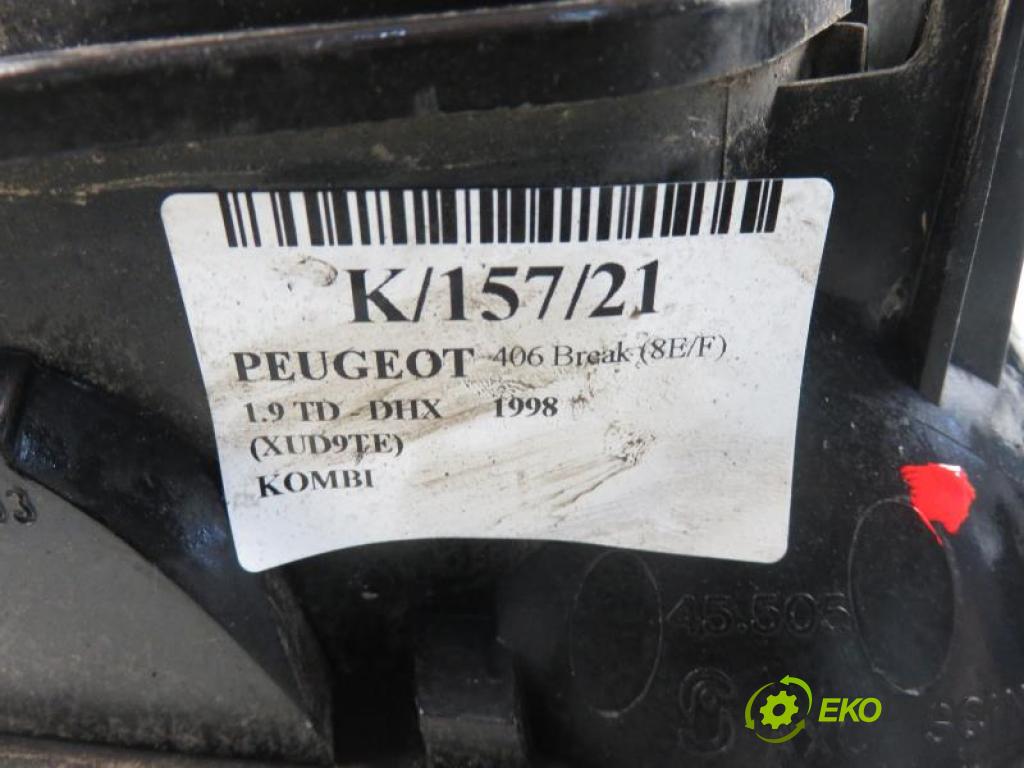 K/157/21
PEUGEOT 406 Break (8E/F)
1.9 TD - DHX 1998
(XUD9TE)
KOMBI
45.505
EKO